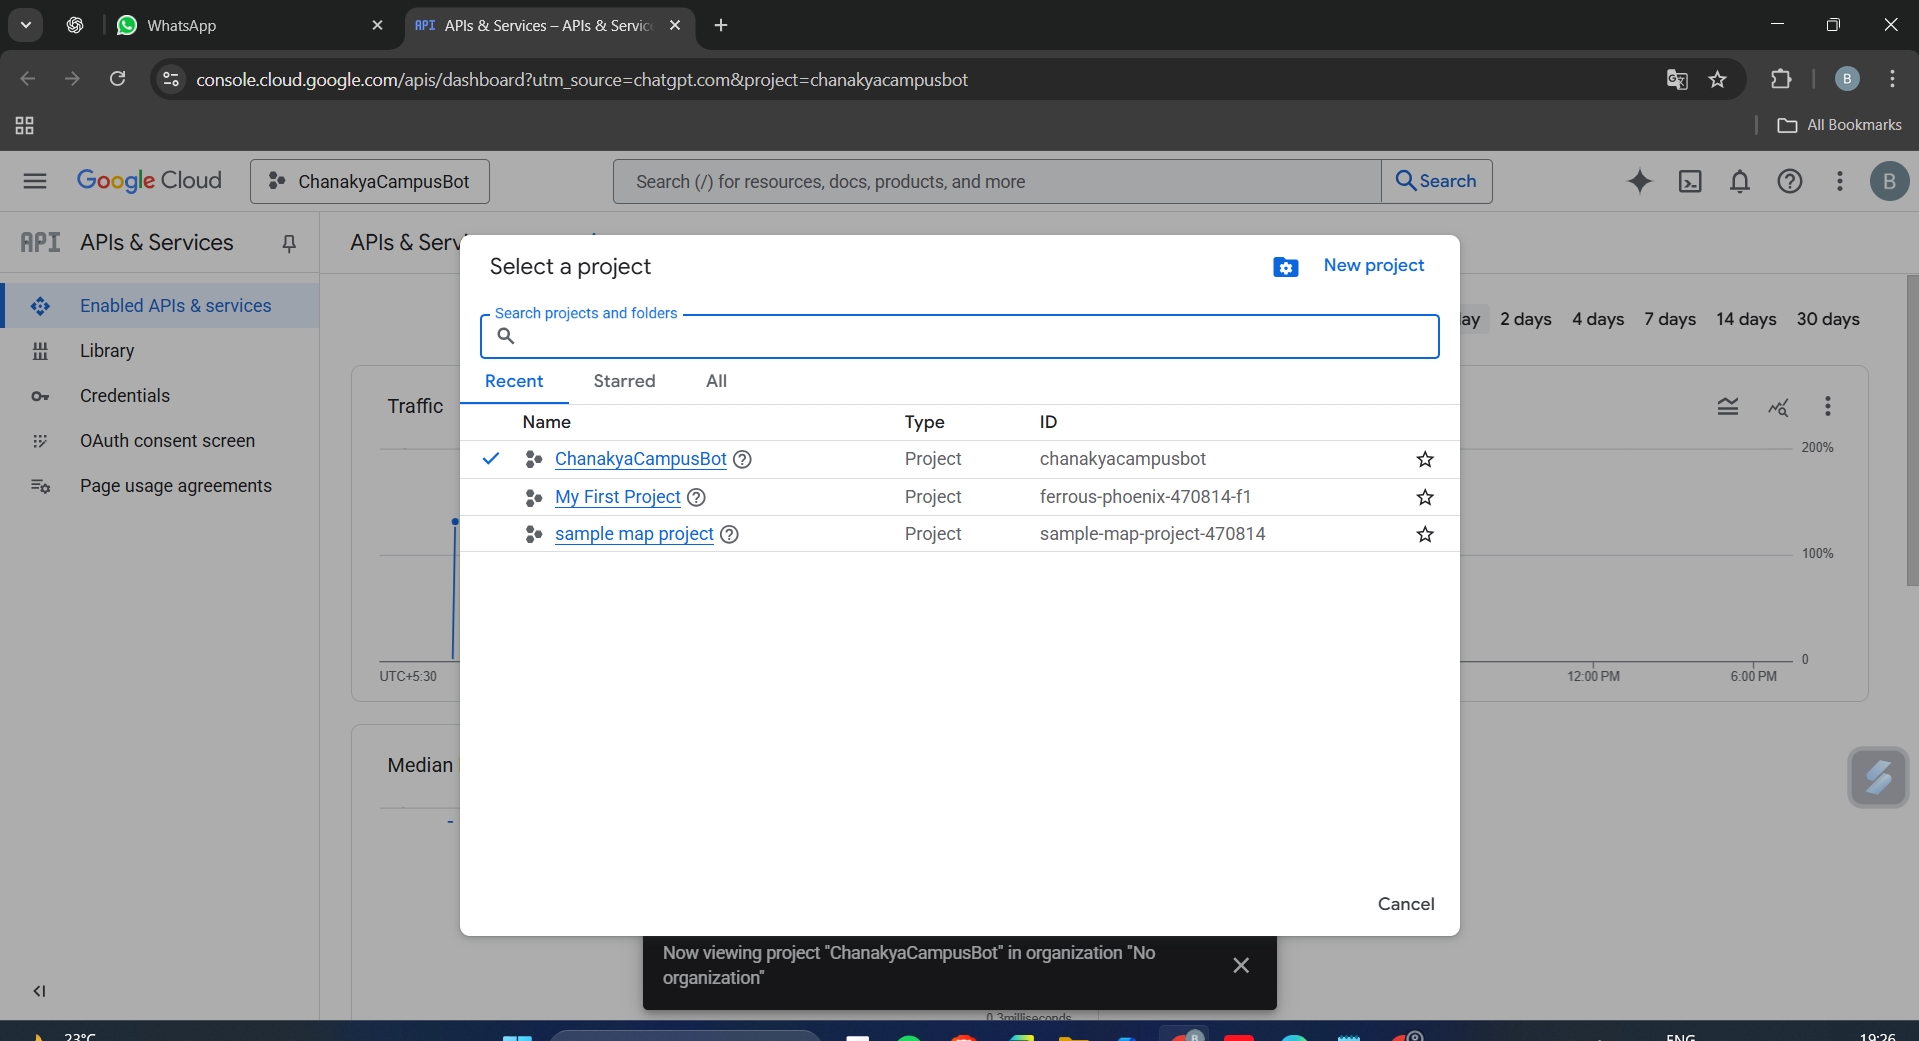 WhatsApp
API APIs & Services – APIs & Servic
console.cloud.google.com/apis/dashboard?utm_source=chatgpt.com&project=chanakyacampusbot
B
All Bookmarks
Google Cloud
ChanakyaCampusBot
Search (/) for resources, docs, products, and more
Search
B
API APIs & Services
APIs & Serv
Enabled APIs & services
Library
Credentials
OAuth consent screen
Page usage agreements
Select a project
New project
Search projects and folders
Recent
Starred
All
Name Type ID
ChanakyaCampusBot Project chanakyacampusbot
My First Project Project ferrous-phoenix-470814-f1
sample map project Project sample-map-project-470814
Cancel
ay 2 days 4 days 7 days 14 days 30 days
Traffic
200%
100%
0
UTC+5:30
12:00 PM
6:00 PM
Median
Now viewing project "ChanakyaCampusBot" in organization "No
organization"
0.3milliseconds
23°C
B
ENG
19:26